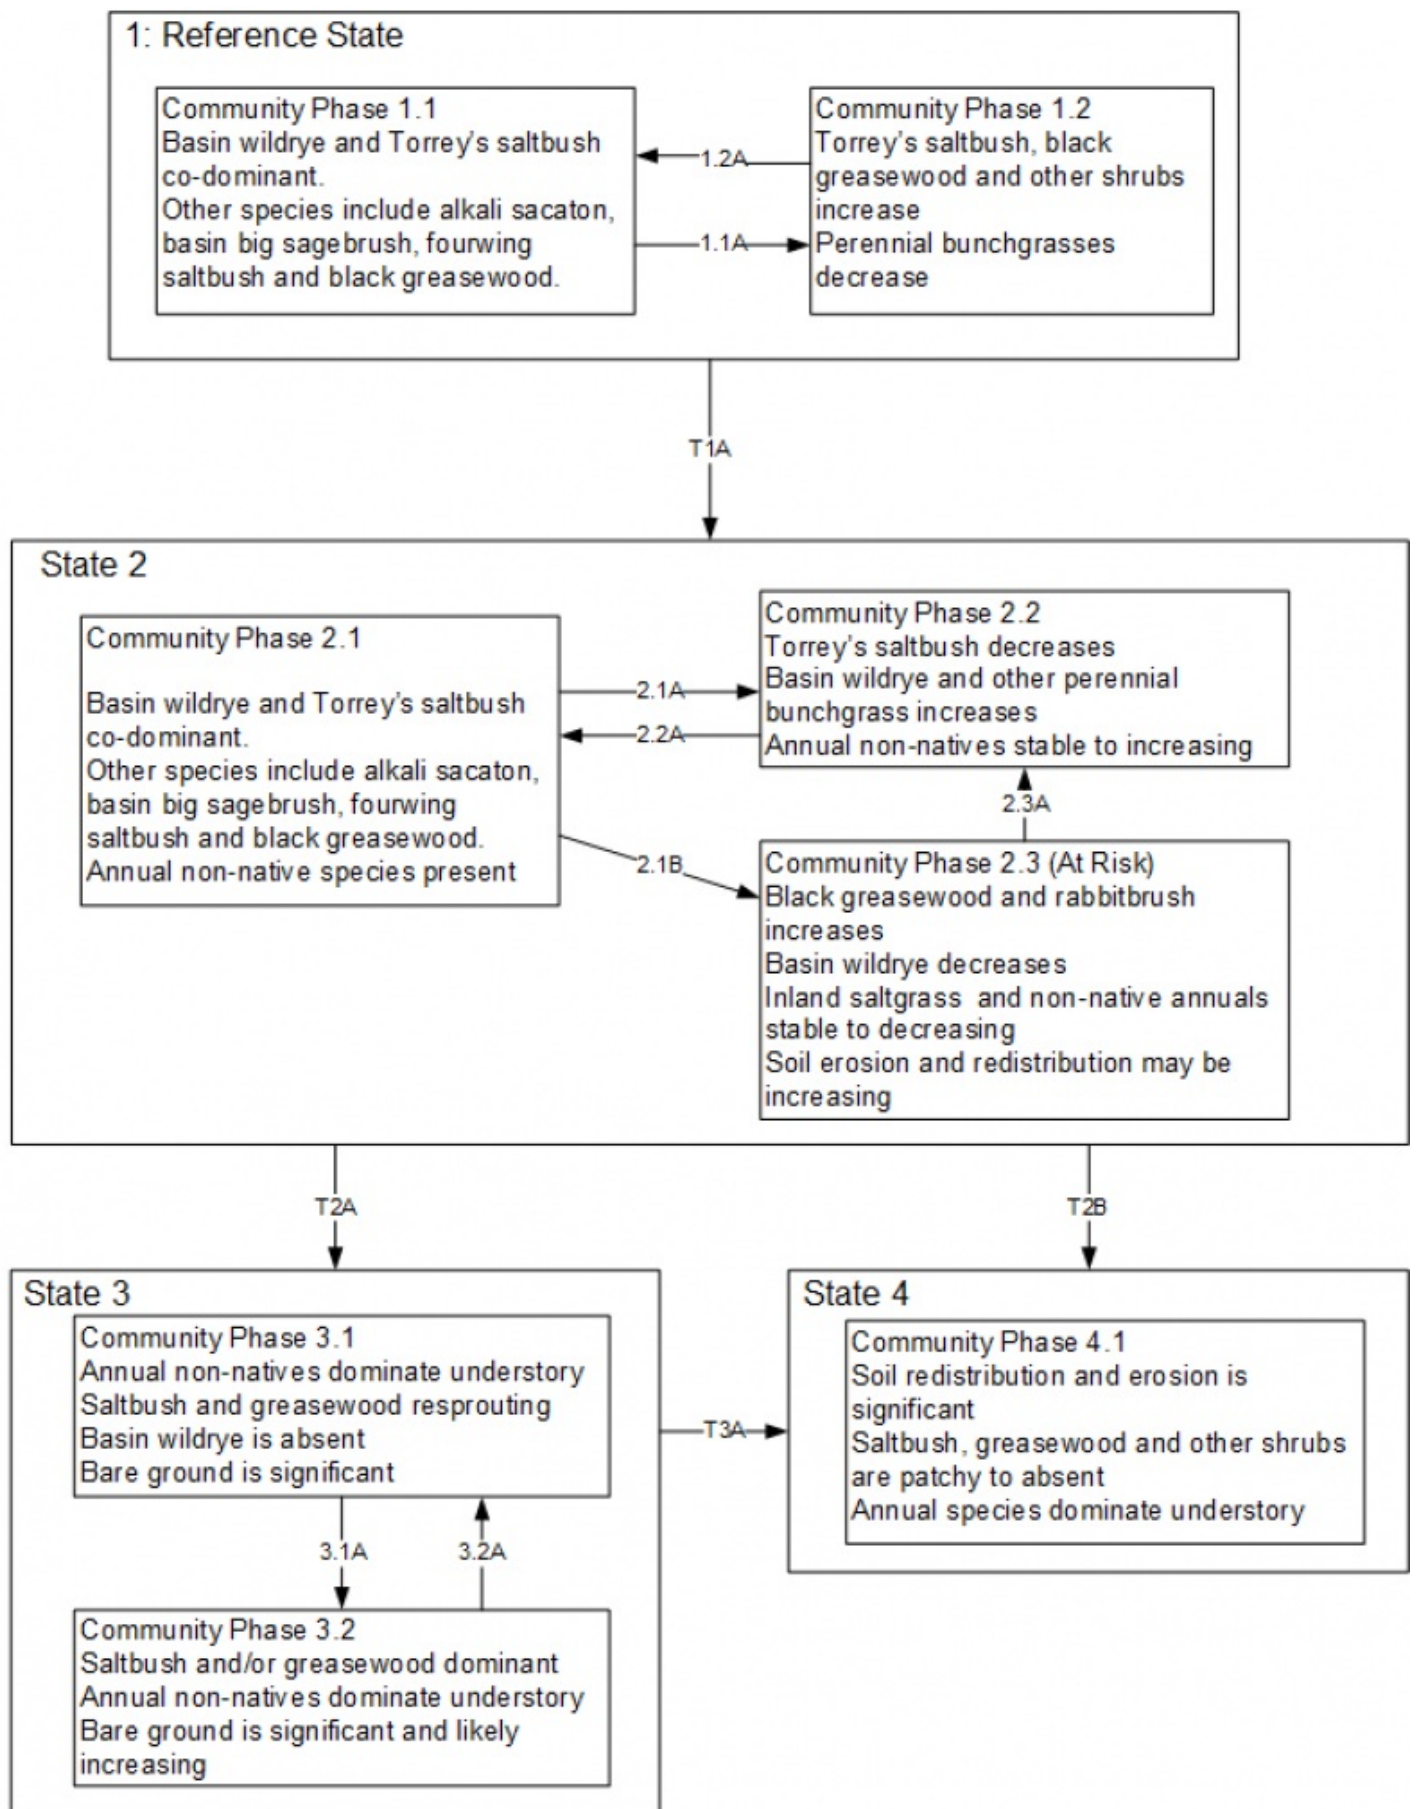 1: Reference State
Community Phase 1.1
Basin wildrye and Torrey's saltbush
co-dominant.
Other species include alkali sacaton,
basin big sagebrush, fourwing
saltbush and black greasewood.
1.2A
1.1A
Community Phase 1.2
Torrey's saltbush, black
greasewood and other shrubs
increase
Perennial bunchgrasses
decrease
T1A
State 2
Community Phase 2.1
Basin wildrye and Torrey's saltbush
co-dominant.
Other species include alkali sacaton,
basin big sagebrush, fourwing
saltbush and black greasewood.
Annual non-native species present
2.1A
2.2A
2.1B
Community Phase 2.2
Torrey's saltbush decreases
Basin wildrye and other perennial
bunchgrass increases
Annual non-natives stable to increasing
2.3A
Community Phase 2.3 (At Risk)
Black greasewood and rabbitbrush
increases
Basin wildrye decreases
Inland saltgrass and non-native annuals
stable to decreasing
Soil erosion and redistribution may be
increasing
T2A
T2B
State 3
Community Phase 3.1
Annual non-natives dominate understory
Saltbush and greasewood resprouting
Basin wildrye is absent
Bare ground is significant
3.1A
3.2A
Community Phase 3.2
Saltbush and/or greasewood dominant
Annual non-natives dominate understory
Bare ground is significant and likely
increasing
T3A
State 4
Community Phase 4.1
Soil redistribution and erosion is
significant
Saltbush, greasewood and other shrubs
are patchy to absent
Annual species dominate understory